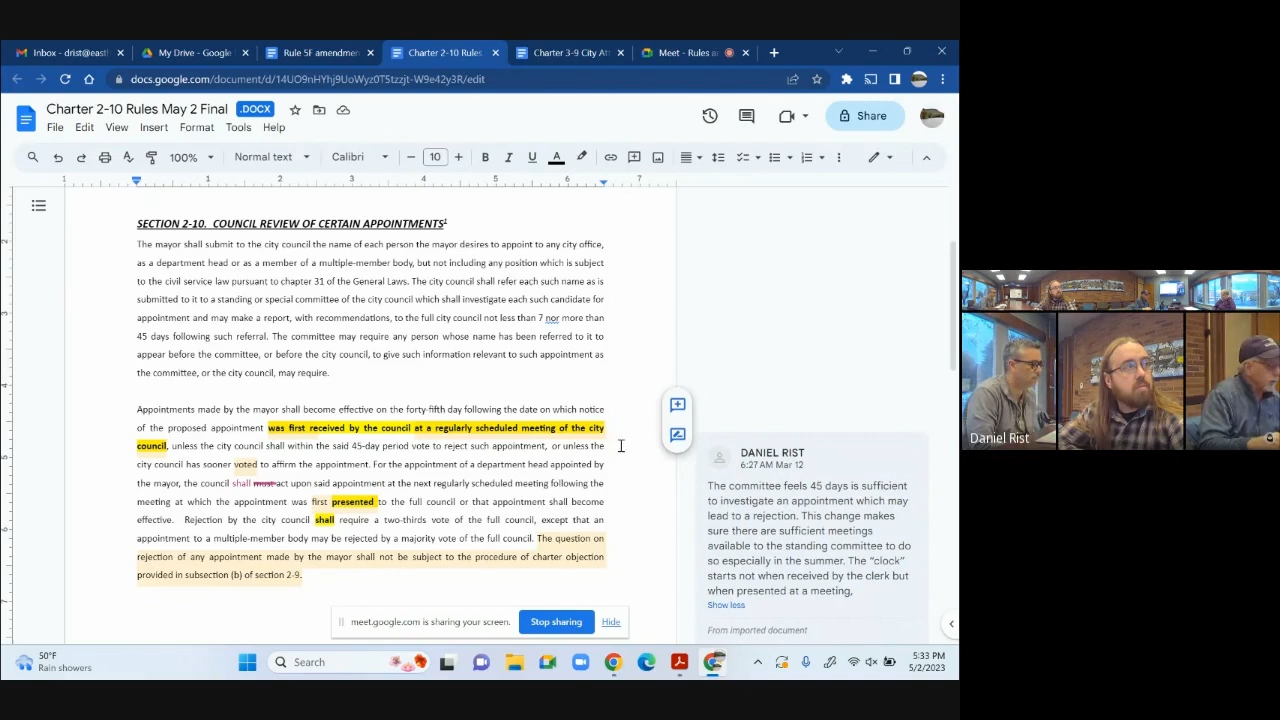 Inbox - drist@east
My Drive - Google
Rule 5F amendmen
Charter 2-10 Rules
Charter 3-9 City At
Meet - Rules a
docs.google.com/document/d/14UO9nHYhj9UoWyz0T5tzzjt-W9e42y3R/edit
Charter 2-10 Rules May 2 Final .DOCX
File Edit View Insert Format Tools Help
Share
100% Normal text Calibri 10 B I U A
1 1 2 3 4 5 6 7
SECTION 2-10. COUNCIL REVIEW OF CERTAIN APPOINTMENTS1
The mayor shall submit to the city council the name of each person the mayor desires to appoint to any city office,
as a department head or as a member of a multiple-member body, but not including any position which is subject
to the civil service law pursuant to chapter 31 of the General Laws. The city council shall refer each such name as is
submitted to it to a standing or special committee of the city council which shall investigate each such candidate for
appointment and may make a report, with recommendations, to the full city council not less than 7 nor more than
45 days following such referral. The committee may require any person whose name has been referred to it to
appear before the committee, or before the city council, to give such information relevant to such appointment as
the committee, or the city council, may require.
Appointments made by the mayor shall become effective on the forty-fifth day following the date on which notice
of the proposed appointment was first received by the council at a regularly scheduled meeting of the city
council, unless the city council shall within the said 45-day period vote to reject such appointment, or unless the
city council has sooner voted to affirm the appointment. For the appointment of a department head appointed by
the mayor, the council shall must act upon said appointment at the next regularly scheduled meeting following the
meeting at which the appointment was first presented to the full council or that appointment shall become
effective. Rejection by the city council shall require a two-thirds vote of the full council, except that an
appointment to a multiple-member body may be rejected by a majority vote of the full council. The question on
rejection of any appointment made by the mayor shall not be subject to the procedure of charter objection
provided in subsection (b) of section 2-9.
DANIEL RIST
6:27 AM Mar 12
The committee feels 45 days is sufficient
to investigate an appointment which may
lead to a rejection. This change makes
sure there are sufficient meetings
available to the standing committee to do
so especially in the summer. The “clock”
starts not when received by the clerk but
when presented at a meeting,
Show less
From imported document
meet.google.com is sharing your screen. Stop sharing Hide
50°F
Rain showers
Search
5:33 PM
5/2/2023
Daniel Rist